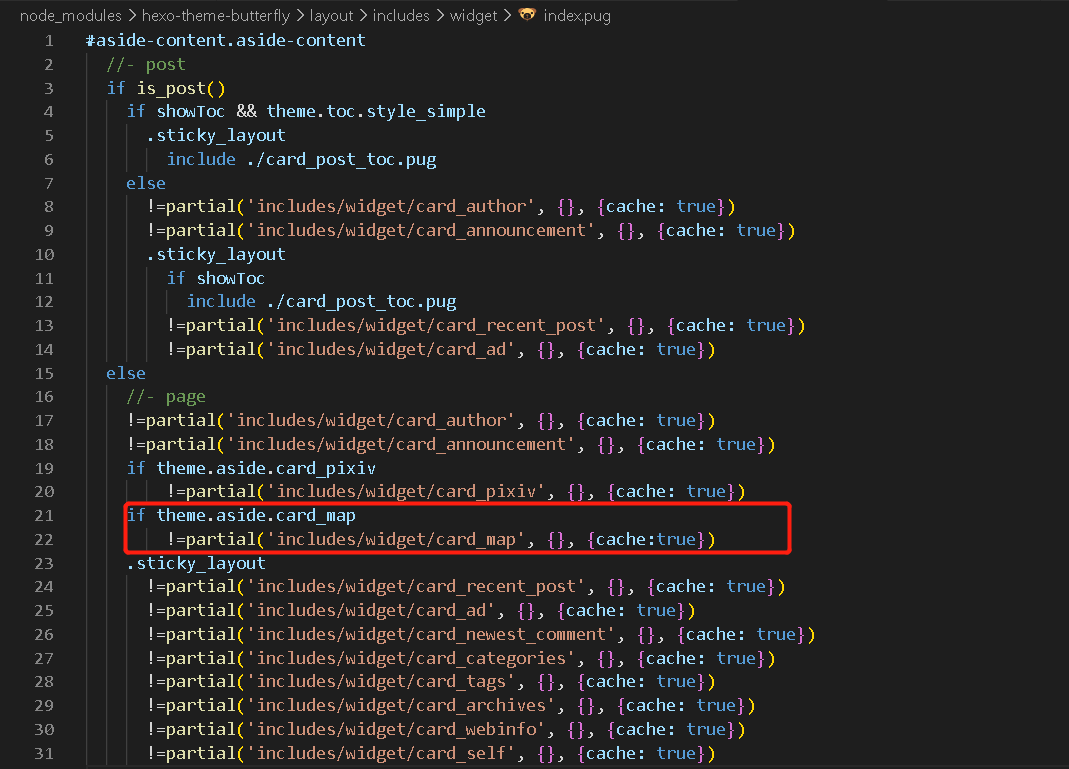 node_modules > hexo-theme-butterfly > layout > includes > widget > index.pug
1 #aside-content.aside-content
2 //- post
3 if is_post()
4 if showToc && theme.toc.style_simple
5 .sticky_layout
6 include ./card_post_toc.pug
7 else
8 !=partial('includes/widget/card_author', {}, {cache: true})
9 !=partial('includes/widget/card_announcement', {}, {cache: true})
10 .sticky_layout
11 if showToc
12 include ./card_post_toc.pug
13 !=partial('includes/widget/card_recent_post', {}, {cache: true})
14 !=partial('includes/widget/card_ad', {}, {cache: true})
15 else
16 //- page
17 !=partial('includes/widget/card_author', {}, {cache: true})
18 !=partial('includes/widget/card_announcement', {}, {cache: true})
19 if theme.aside.card_pixiv
20 !=partial('includes/widget/card_pixiv', {}, {cache: true})
21 if theme.aside.card_map
22 !=partial('includes/widget/card_map', {}, {cache:true})
23 .sticky_layout
24 !=partial('includes/widget/card_recent_post', {}, {cache: true})
25 !=partial('includes/widget/card_ad', {}, {cache: true})
26 !=partial('includes/widget/card_newest_comment', {}, {cache: true})
27 !=partial('includes/widget/card_categories', {}, {cache: true})
28 !=partial('includes/widget/card_tags', {}, {cache: true})
29 !=partial('includes/widget/card_archives', {}, {cache: true})
30 !=partial('includes/widget/card_webinfo', {}, {cache: true})
31 !=partial('includes/widget/card_self', {}, {cache: true})